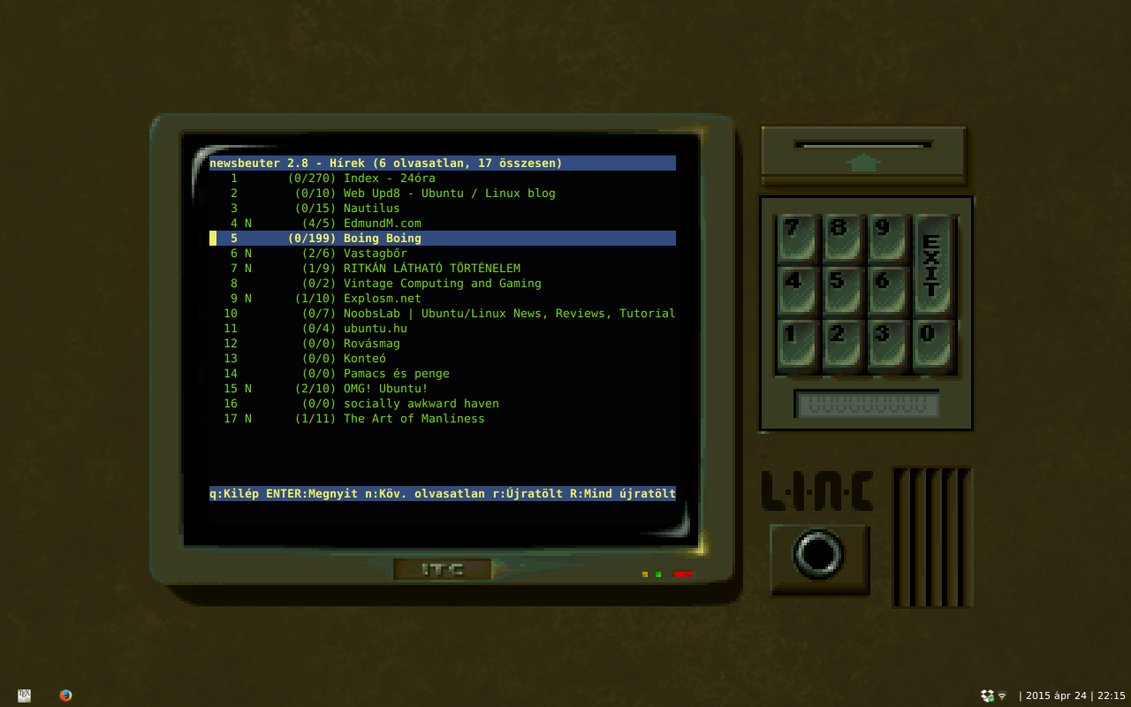 newsbeuter 2.8 - Hírek (6 olvasatlan, 17 összesen)
1 (0/270) Index - 24óra
2 (0/10) Web Upd8 - Ubuntu / Linux blog
3 (0/15) Nautilus
4 N (4/5) EdmundM.com
5 (0/199) Boing Boing
6 N (2/6) Vastagbőr
7 N (1/9) RITKÁN LÁTHATÓ TÖRTÉNELEM
8 (0/2) Vintage Computing and Gaming
9 N (1/10) Explosm.net
10 (0/7) NoobsLab | Ubuntu/Linux News, Reviews, Tutorial
11 (0/4) ubuntu.hu
12 (0/0) Rovásmag
13 (0/0) Konteó
14 (0/0) Pamacs és penge
15 N (2/10) OMG! Ubuntu!
16 (0/0) socially awkward haven
17 N (1/11) The Art of Manliness
q:Kilép ENTER:Megnyit n:Köv. olvasatlan r:Újratölt R:Mind újratölt
ITC
7 8 9 EXIT
4 5 6
1 2 3 0
L·I·N·C
TEX
| 2015 ápr 24 | 22:15